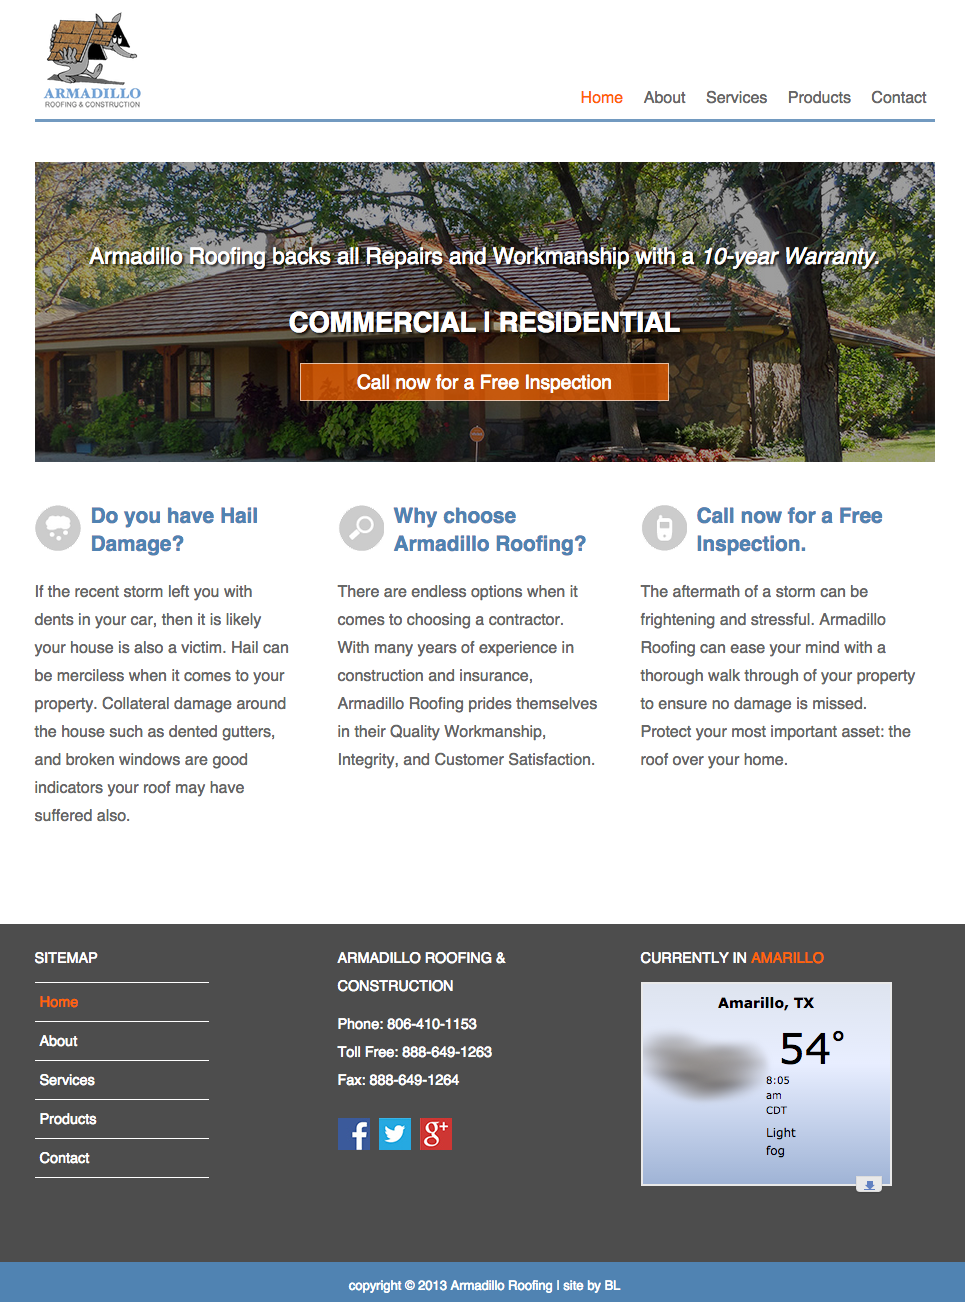 ARMADILLO
ROOFING & CONSTRUCTION
Home About Services Products Contact
Armadillo Roofing backs all Repairs and Workmanship with a 10-year Warranty.
COMMERCIAL | RESIDENTIAL
Call now for a Free Inspection
Do you have Hail
Damage?
If the recent storm left you with
dents in your car, then it is likely
your house is also a victim. Hail can
be merciless when it comes to your
property. Collateral damage around
the house such as dented gutters,
and broken windows are good
indicators your roof may have
suffered also.
Why choose
Armadillo Roofing?
There are endless options when it
comes to choosing a contractor.
With many years of experience in
construction and insurance,
Armadillo Roofing prides themselves
in their Quality Workmanship,
Integrity, and Customer Satisfaction.
Call now for a Free
Inspection.
The aftermath of a storm can be
frightening and stressful. Armadillo
Roofing can ease your mind with a
thorough walk through of your property
to ensure no damage is missed.
Protect your most important asset: the
roof over your home.
SITEMAP
Home
About
Services
Products
Contact
ARMADILLO ROOFING &
CONSTRUCTION
Phone: 806-410-1153
Toll Free: 888-649-1263
Fax: 888-649-1264
CURRENTLY IN AMARILLO
Amarillo, TX
54°
8:05
am
CDT
Light
fog
copyright © 2013 Armadillo Roofing | site by BL